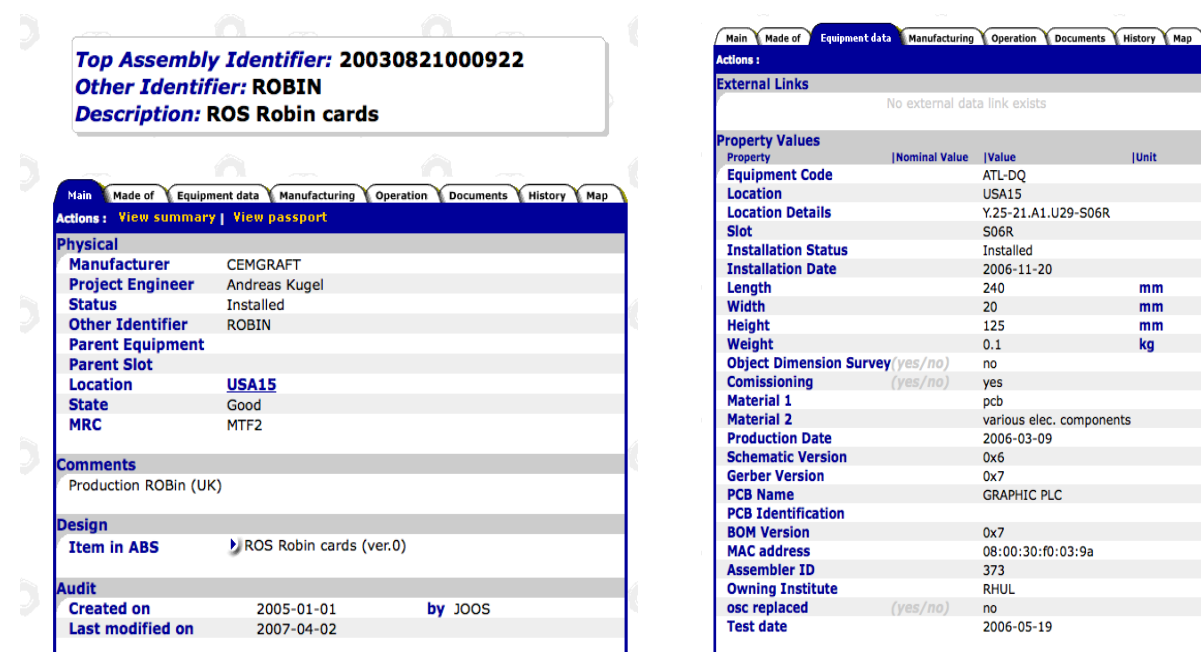 Top Assembly Identifier: 20030821000922
Other Identifier: ROBIN
Description: ROS Robin cards
Main Made of Equipment data Manufacturing Operation Documents History Map
Actions : View summary | View passport
Physical
Manufacturer CEMGRAFT
Project Engineer Andreas Kugel
Status Installed
Other Identifier ROBIN
Parent Equipment
Parent Slot
Location USA15
State Good
MRC MTF2
Comments
Production ROBin (UK)
Design
Item in ABS ROS Robin cards (ver.0)
Audit
Created on 2005-01-01 by JOOS
Last modified on 2007-04-02
Main Made of Equipment data Manufacturing Operation Documents History Map
Actions :
External Links
No external data link exists
Property Values
Property |Nominal Value |Value |Unit
Equipment Code ATL-DQ
Location USA15
Location Details Y.25-21.A1.U29-S06R
Slot S06R
Installation Status Installed
Installation Date 2006-11-20
Length 240 mm
Width 20 mm
Height 125 mm
Weight 0.1 kg
Object Dimension Survey (yes/no) no
Comissioning (yes/no) yes
Material 1 pcb
Material 2 various elec. components
Production Date 2006-03-09
Schematic Version 0x6
Gerber Version 0x7
PCB Name GRAPHIC PLC
PCB Identification
BOM Version 0x7
MAC address 08:00:30:f0:03:9a
Assembler ID 373
Owning Institute RHUL
osc replaced (yes/no) no
Test date 2006-05-19